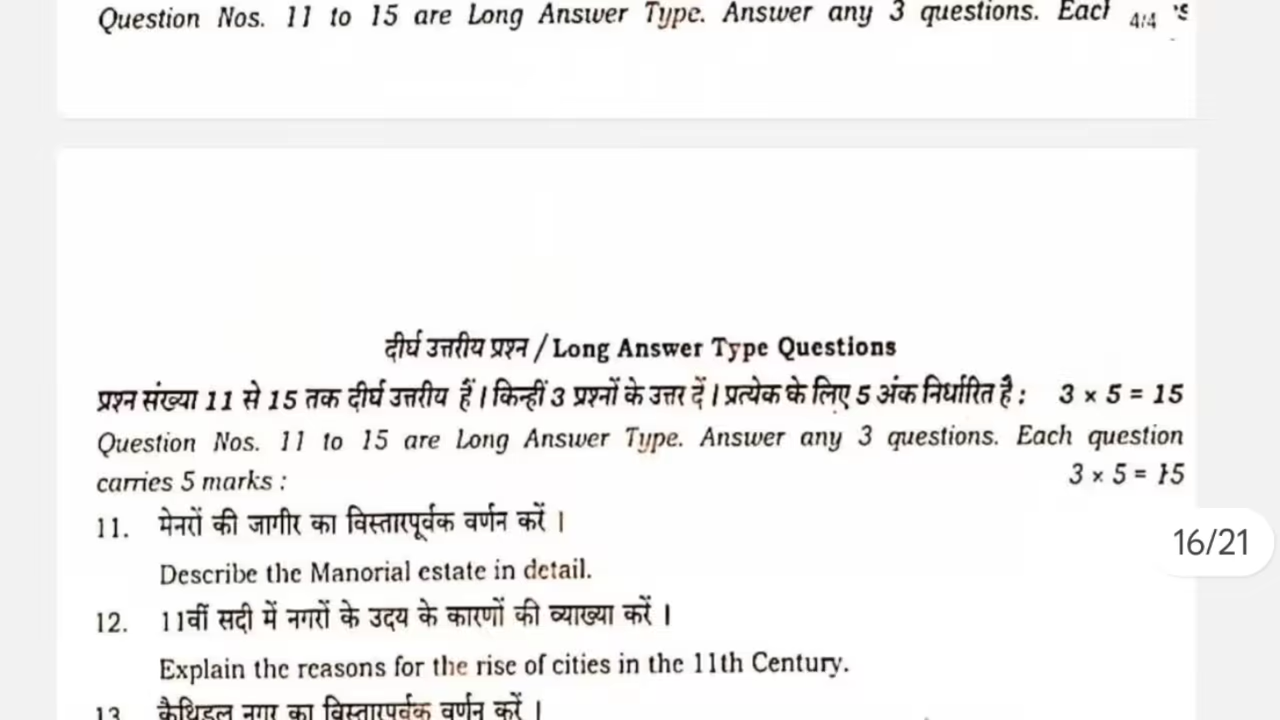 Question Nos. 11 to 15 are Long Answer Type. Answer any 3 questions.
4/4
दीर्घ उत्तरीय प्रश्न / Long Answer Type Questions
प्रश्न संख्या 11 से 15 तक दीर्घ उत्तरीय हैं । किन्हीं 3 प्रश्नों के उत्तर दें । प्रत्येक के लिए 5 अंक निर्धारित है : 3 × 5 = 15
Question Nos. 11 to 15 are Long Answer Type. Answer any 3 questions. Each question
carries 5 marks : 3 × 5 = 15
11. मेनरों की जागीर का विस्तारपूर्वक वर्णन करें ।
Describe the Manorial estate in detail.
16/21
12. 11वीं सदी में नगरों के उदय के कारणों की व्याख्या करें ।
Explain the reasons for the rise of cities in the 11th Century.
13. कैथिड्रल नगर का विस्तारपूर्वक वर्णन करें ।